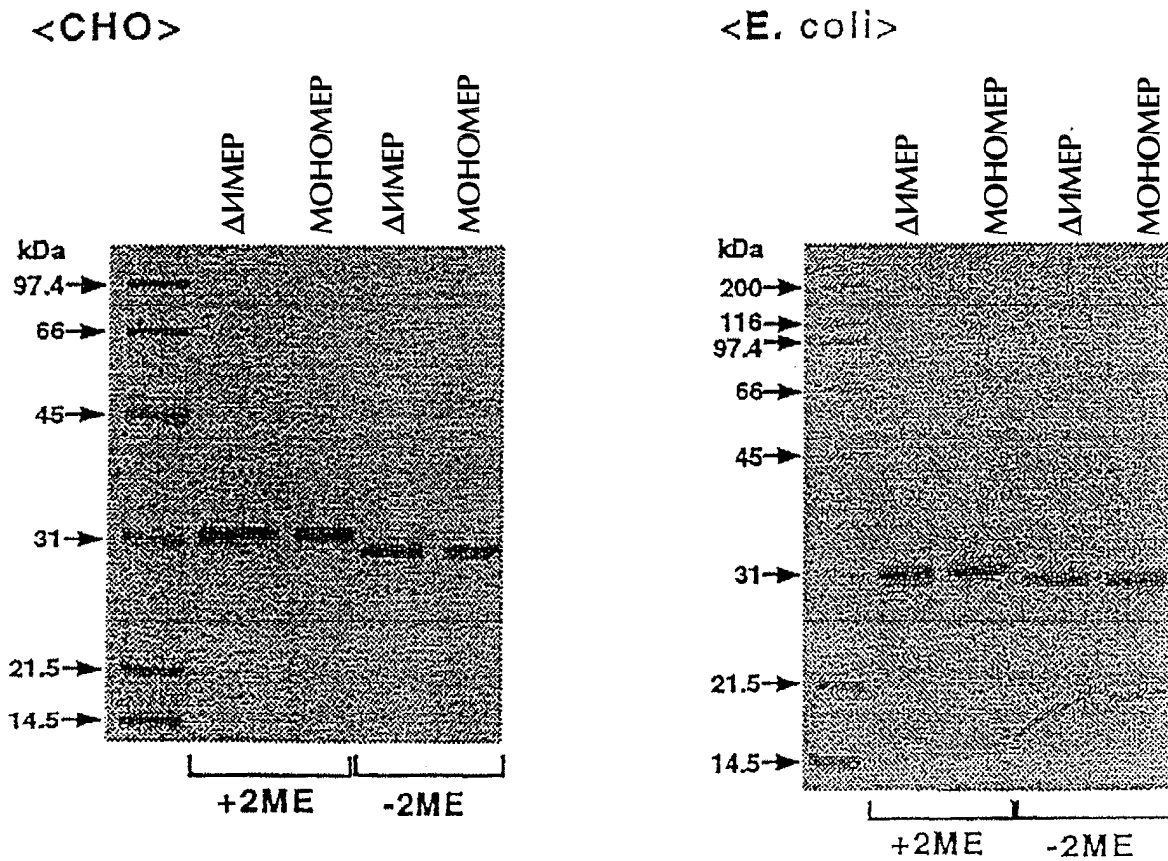 <CHO>
ДИМЕР
МОНОМЕР
ДИМЕР
МОНОМЕР
kDa
97.4
66
45
31
21.5
14.5
+2ME
-2ME
<E. coli>
ДИМЕР
МОНОМЕР
ДИМЕР
МОНОМЕР
kDa
200
116
97.4
66
45
31
21.5
14.5
+2ME
-2ME